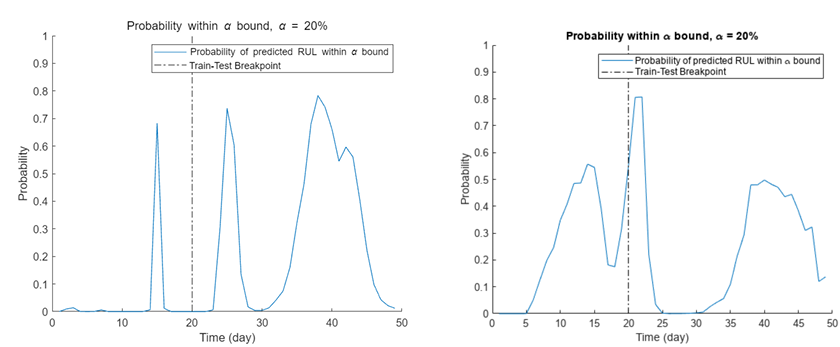 Probability within α bound, α = 20%
Probability of predicted RUL within α bound
Train-Test Breakpoint
1
0.9
0.8
0.7
0.6
0.5
0.4
0.3
0.2
0.1
0
Probability
0 10 20 30 40 50
Time (day)
Probability within α bound, α = 20%
Probability of predicted RUL within α bound
Train-Test Breakpoint
1
0.9
0.8
0.7
0.6
0.5
0.4
0.3
0.2
0.1
0
Probability
0 5 10 15 20 25 30 35 40 45 50
Time (day)